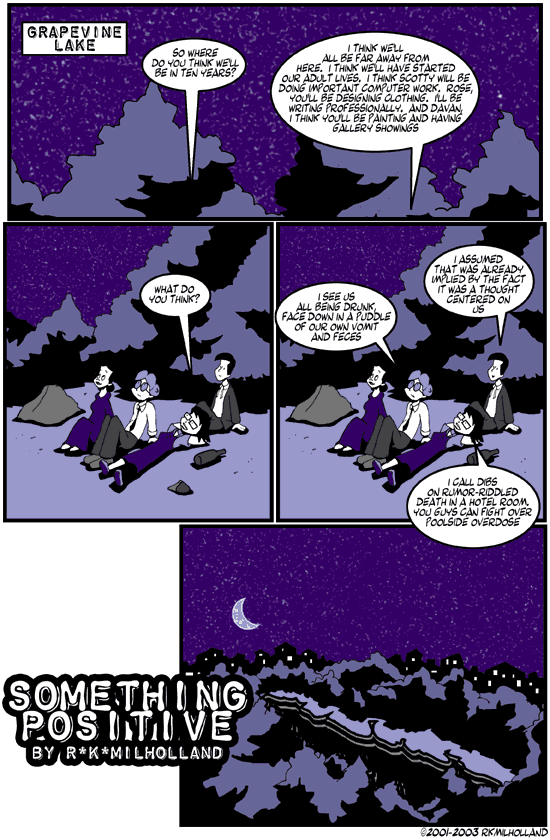 GRAPEVINE
LAKE
SO WHERE
DO YOU THINK WE'LL
BE IN TEN YEARS?
I THINK WE'LL
ALL BE FAR AWAY FROM
HERE. I THINK WE'LL HAVE STARTED
OUR ADULT LIVES. I THINK SCOTTY WILL BE
DOING IMPORTANT COMPUTER WORK. ROSE,
YOU'LL BE DESIGNING CLOTHING. I'LL BE
WRITING PROFESSIONALLY. AND DAVAN,
I THINK YOU'LL BE PAINTING AND HAVING
GALLERY SHOWINGS
WHAT DO
YOU THINK?
I SEE US
ALL BEING DRUNK,
FACE DOWN IN A PUDDLE
OF OUR OWN VOMIT
AND FECES
I ASSUMED
THAT WAS ALREADY
IMPLIED BY THE FACT
IT WAS A THOUGHT
CENTERED ON
US
I CALL DIBS
ON RUMOR-RIDDLED
DEATH IN A HOTEL ROOM.
YOU GUYS CAN FIGHT OVER
POOLSIDE OVERDOSE
SOMETHING
POSITIVE
BY R*K*MILHOLLAND
©2001-2003 RKMILHOLLAND